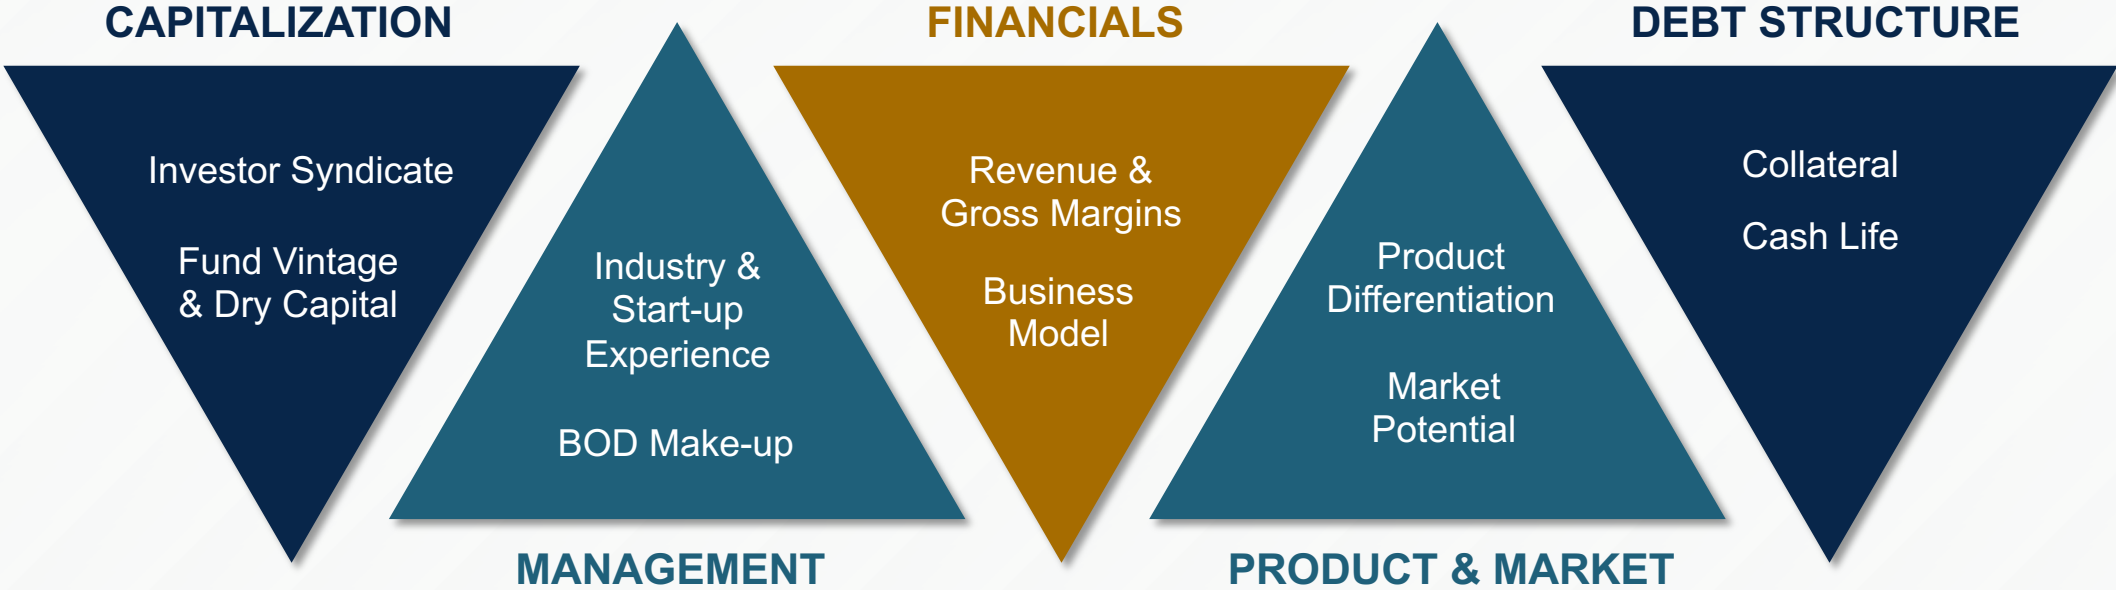 CAPITALIZATION
Investor Syndicate
Fund Vintage
& Dry Capital
Industry &
Start-up
Experience
BOD Make-up
MANAGEMENT
FINANCIALS
Revenue &
Gross Margins
Business
Model
Product
Differentiation
Market
Potential
PRODUCT & MARKET
DEBT STRUCTURE
Collateral
Cash Life